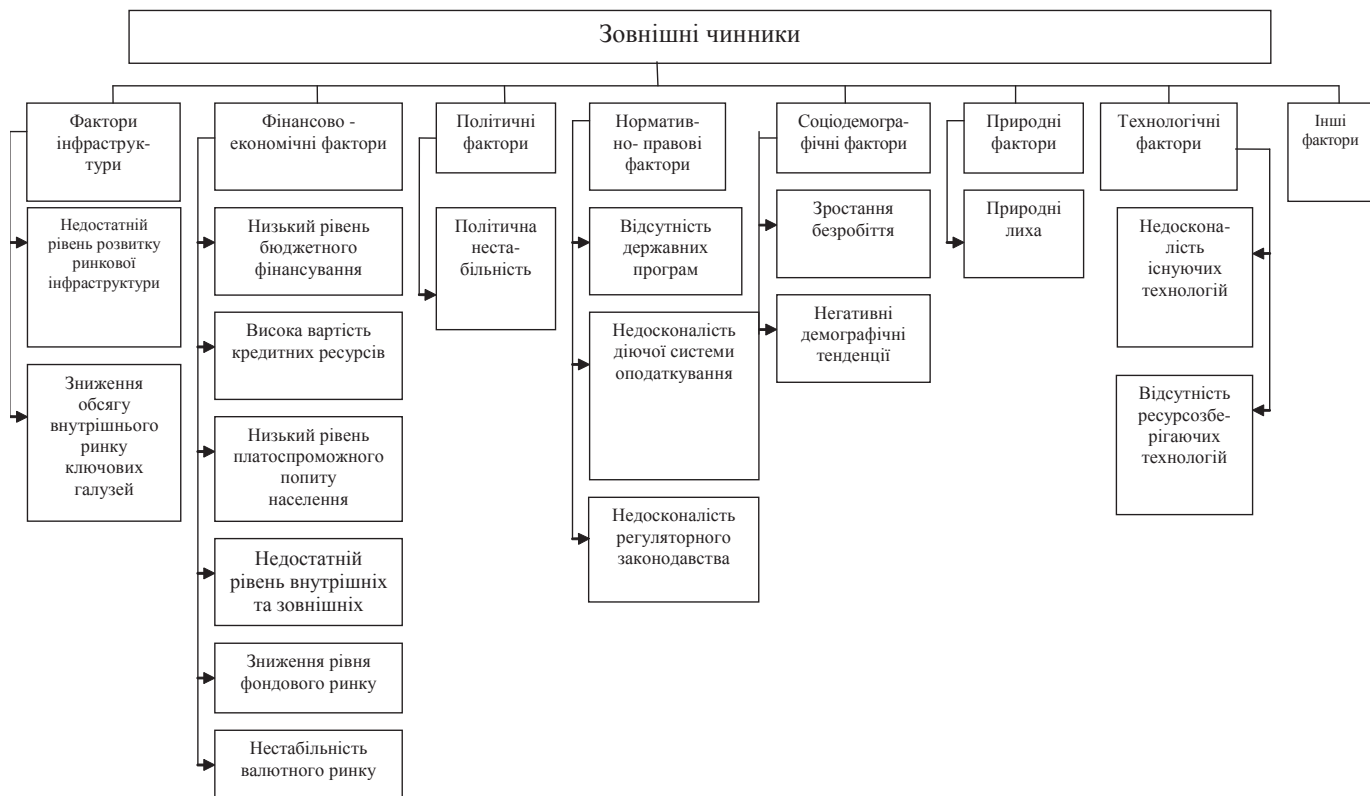 Зовнішні чинники
Фактори
інфраструк-
тури
Недостатній
рівень розвитку
ринкової
інфраструктури
Зниження
обсягу
внутрішнього
ринку
ключових
галузей
Фінансово -
економічні фактори
Низький рівень
бюджетного
фінансування
Висока вартість
кредитних ресурсів
Низький рівень
платоспроможного
попиту
населення
Недостатній
рівень внутрішніх
та зовнішніх
Зниження рівня
фондового ринку
Нестабільність
валютного ринку
Політичні
фактори
Політична
неста-
більність
Норматив-
но- правові
фактори
Відсутність
державних
програм
Недосконалість
діючої системи
оподаткування
Недосконалість
регуляторного
законодавства
Соціодемогра-
фічні фактори
Зростання
безробіття
Негативні
демографічні
тенденції
Природні
фактори
Природні
лиха
Технологічні
фактори
Недоскона-
лість
існуючих
технологій
Відсутність
ресурсозбе-
рігаючих
технологій
Інші
фактори